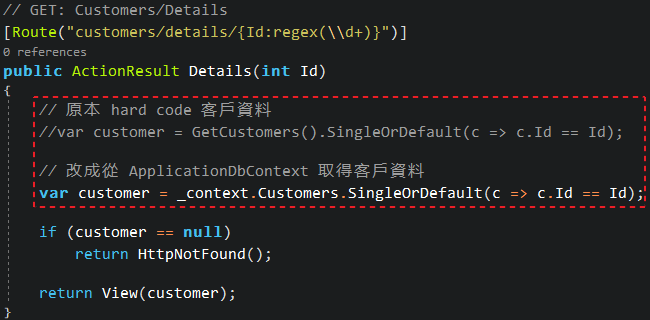 // GET: Customers/Details
[Route("customers/details/{Id:regex(\\d+)}")]
0 references
public ActionResult Details(int Id)
{
// 原本 hard code 客戶資料
//var customer = GetCustomers().SingleOrDefault(c => c.Id == Id);
// 改成從 ApplicationDbContext 取得客戶資料
var customer = _context.Customers.SingleOrDefault(c => c.Id == Id);
if (customer == null)
return HttpNotFound();
return View(customer);
}